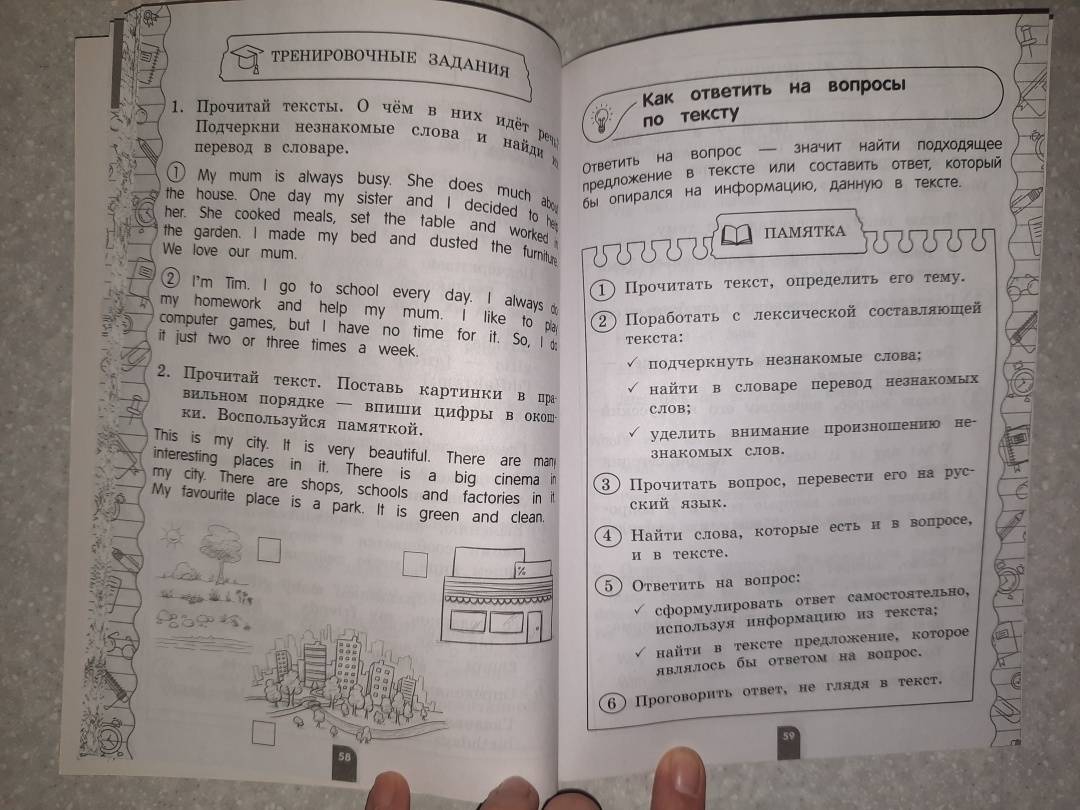 ТРЕНИРОВОЧНЫЕ ЗАДАНИЯ
1. Прочитай тексты. О чём в них идёт речь?
Подчеркни незнакомые слова и найди их
перевод в словаре.
1 My mum is always busy. She does much about
the house. One day my sister and I decided to help
her. She cooked meals, set the table and worked in
the garden. I made my bed and dusted the furniture.
We love our mum.
2 I'm Tim. I go to school every day. I always do
my homework and help my mum. I like to play
computer games, but I have no time for it. So, I do
it just two or three times a week.
2. Прочитай текст. Поставь картинки в пра-
вильном порядке — впиши цифры в окош-
ки. Воспользуйся памяткой.
This is my city. It is very beautiful. There are many
interesting places in it. There is a big cinema in
my city. There are shops, schools and factories in it.
My favourite place is a park. It is green and clean.
%
58
Как ответить на вопросы
по тексту
Ответить на вопрос — значит найти подходящее
предложение в тексте или составить ответ, который
бы опирался на информацию, данную в тексте.
ПАМЯТКА
1 Прочитать текст, определить его тему.
2 Поработать с лексической составляющей
текста:
✓ подчеркнуть незнакомые слова;
✓ найти в словаре перевод незнакомых
слов;
✓ уделить внимание произношению не-
знакомых слов.
3 Прочитать вопрос, перевести его на рус-
ский язык.
4 Найти слова, которые есть и в вопросе,
и в тексте.
5 Ответить на вопрос:
✓ сформулировать ответ самостоятельно,
используя информацию из текста;
✓ найти в тексте предложение, которое
являлось бы ответом на вопрос.
6 Проговорить ответ, не глядя в текст.
59